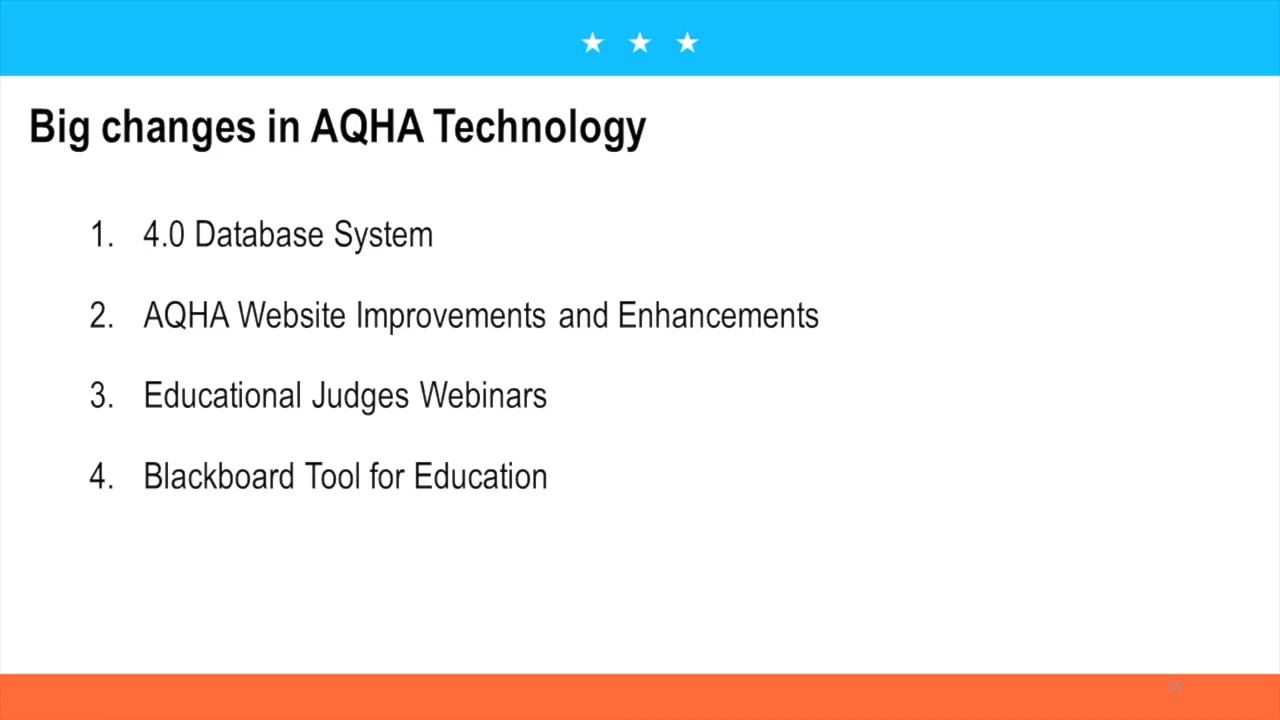 Big changes in AQHA Technology
1. 4.0 Database System
2. AQHA Website Improvements and Enhancements
3. Educational Judges Webinars
4. Blackboard Tool for Education